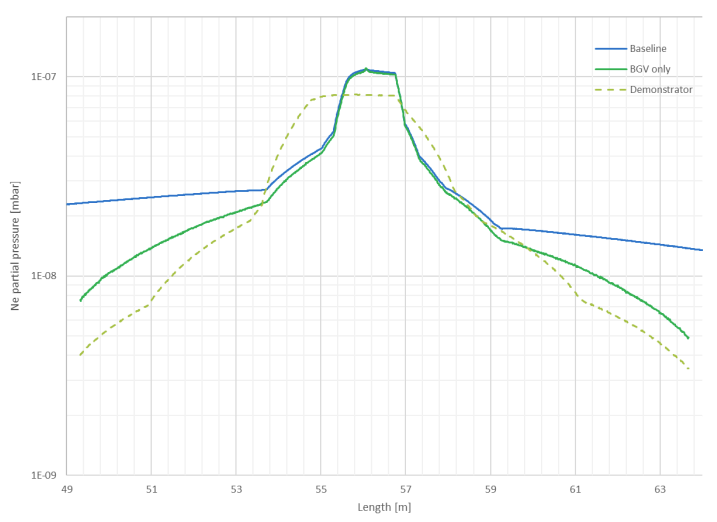 Baseline
BGV only
Demonstrator
1E-07
1E-08
1E-09
Ne partial pressure [mbar]
49 51 53 55 57 59 61 63
Length [m]